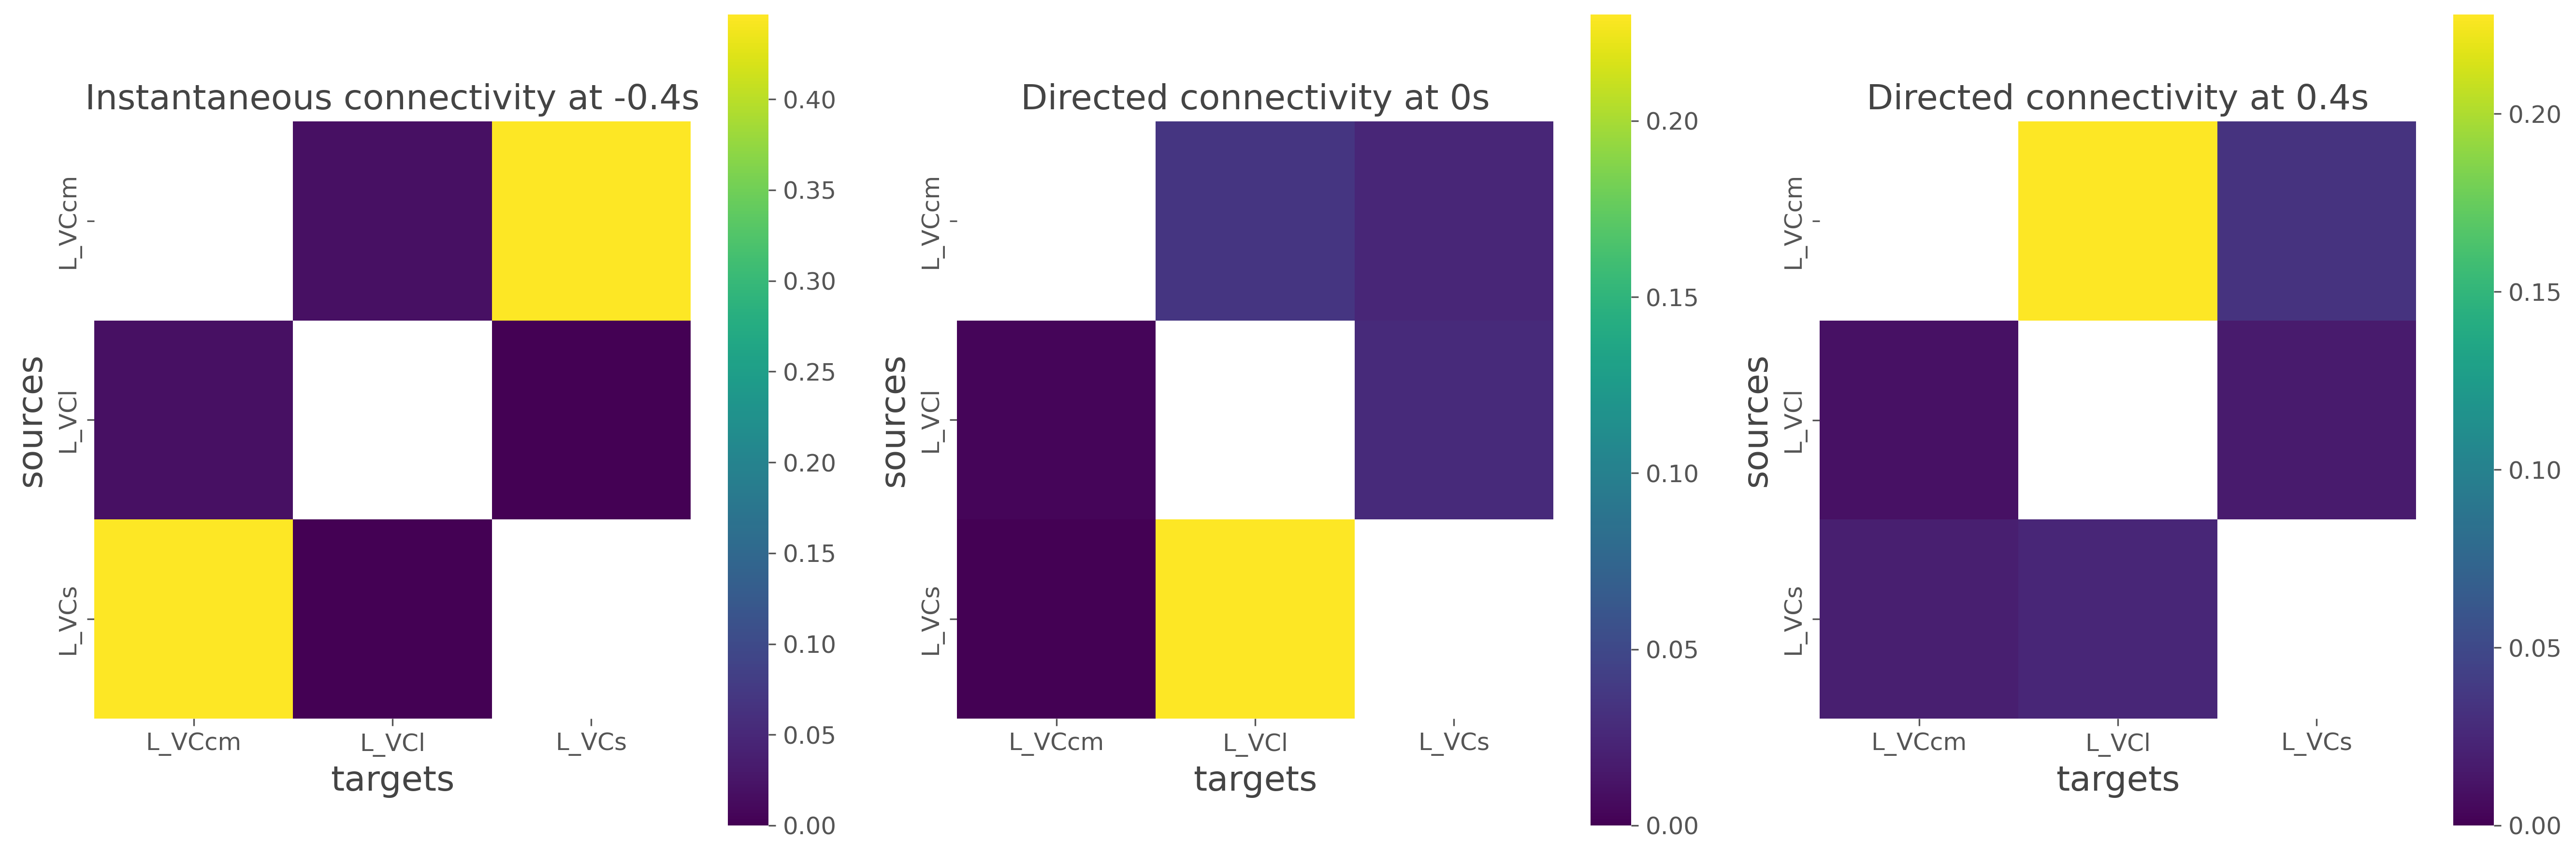 Instantaneous connectivity at -0.4s
sources
L_VCcm
L_VCl
L_VCs
L_VCcm
L_VCl
L_VCs
targets
0.40
0.35
0.30
0.25
0.20
0.15
0.10
0.05
0.00
Directed connectivity at 0s
sources
L_VCcm
L_VCl
L_VCs
L_VCcm
L_VCl
L_VCs
targets
0.20
0.15
0.10
0.05
0.00
Directed connectivity at 0.4s
sources
L_VCcm
L_VCl
L_VCs
L_VCcm
L_VCl
L_VCs
targets
0.20
0.15
0.10
0.05
0.00